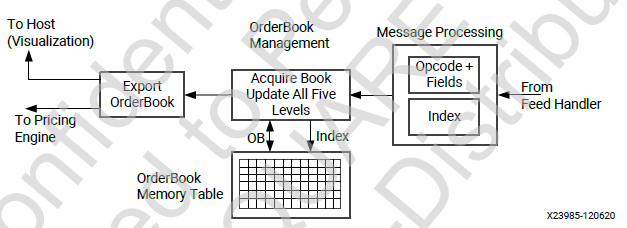 To Host
(Visualization)
OrderBook
Management
Message Processing
Opcode +
Fields
Index
From
Feed Handler
Acquire Book
Update All Five
Levels
Export
OrderBook
To Pricing
Engine
OB
Index
OrderBook
Memory Table
X23985-120620